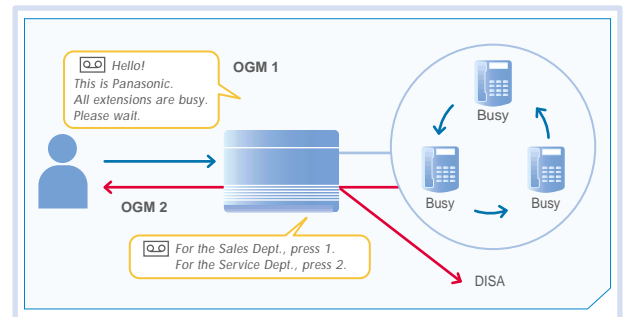 Hello!
This is Panasonic.
All extensions are busy.
Please wait.
OGM 1
Busy
Busy
Busy
OGM 2
For the Sales Dept., press 1.
For the Service Dept., press 2.
DISA